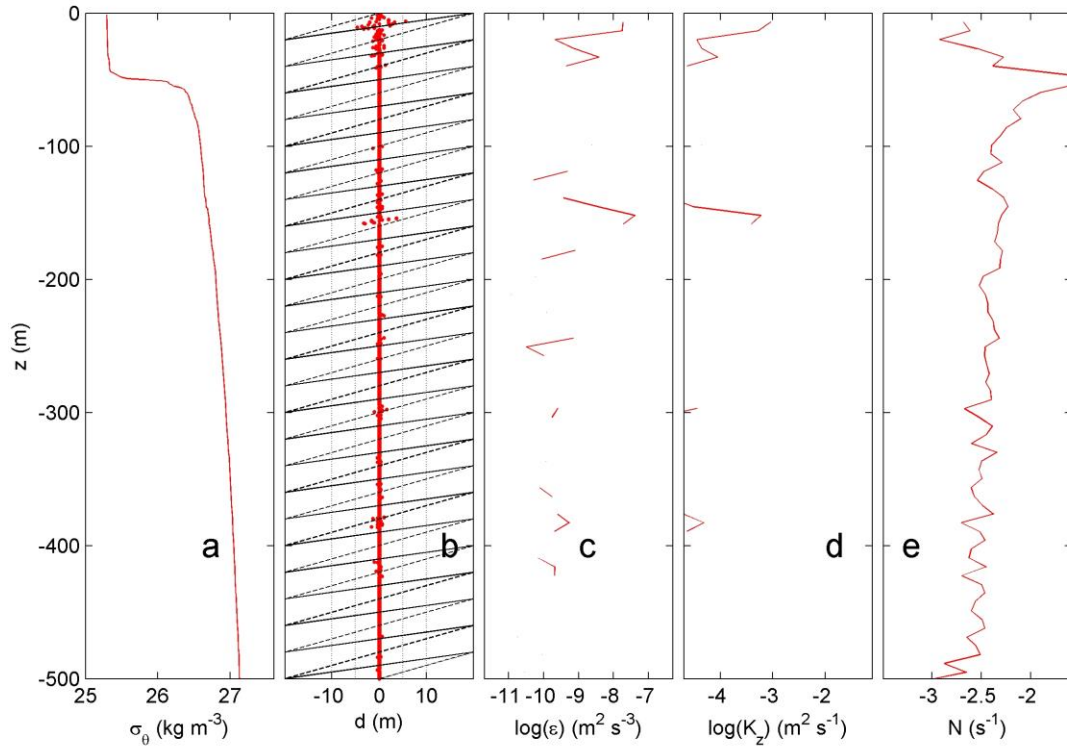 0
-100
-200
-300
-400
-500
z (m)
a
b
c
d
e
25 26 27
-10 0 10
-11 -10 -9 -8 -7
-4 -3 -2 -1
-3 -2.5 -2
σθ (kg m-3)
d (m)
log(ε) (m2 s-3)
log(Kz) (m2 s-1)
N (s-1)